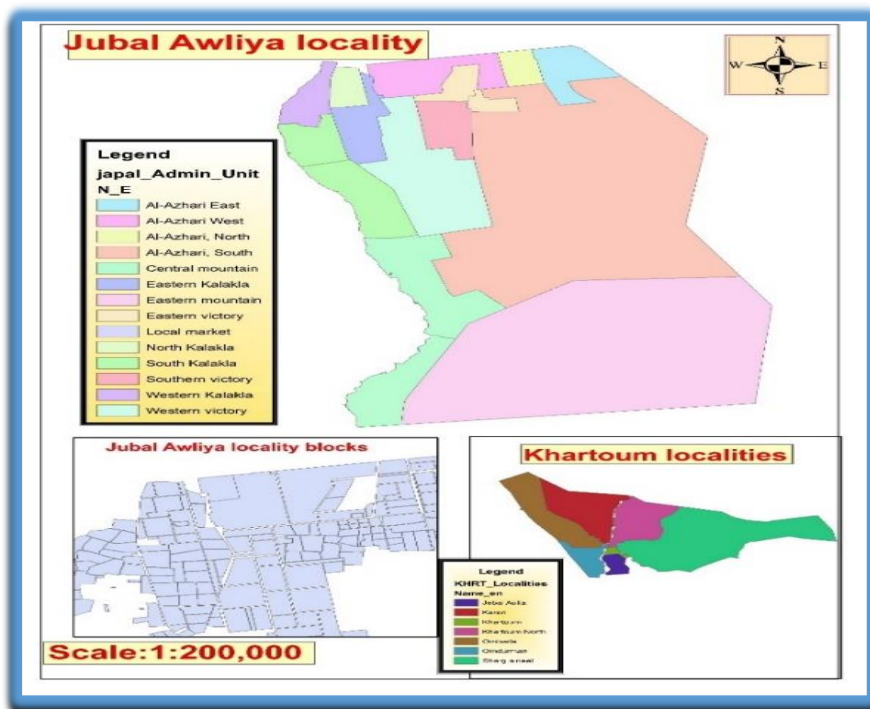 Jubal Awliya locality
N
W E
S
Legend
japal_Admin_Unit
N_E
Al-Azhari East
Al-Azhari West
Al-Azhari, North
Al-Azhari, South
Central mountain
Eastern Kalakla
Eastern mountain
Eastern victory
Local market
North Kalakla
South Kalakla
Southern victory
Western Kalakla
Western victory
Jubal Awliya locality blocks
Khartoum localities
Legend
KHRT_Localities
Name_en
Karari
Khartoum
Khartoum North
Omdurman
Scale:1:200,000